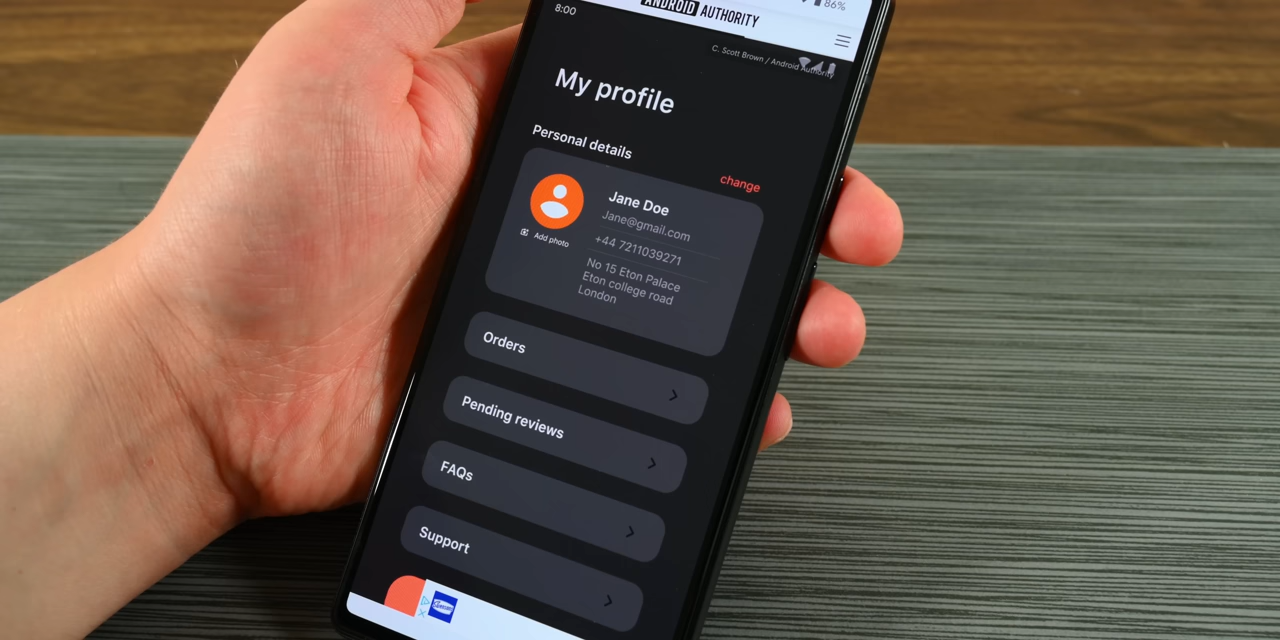 86%
ANDROID AUTHORITY
8:00
C. Scott Brown / Android Authority
My profile
Personal details
change
Jane Doe
Jane@gmail.com
Add photo
+44 7211039271
No 15 Eton Palace
Eton college road
London
Orders
Pending reviews
FAQs
Support